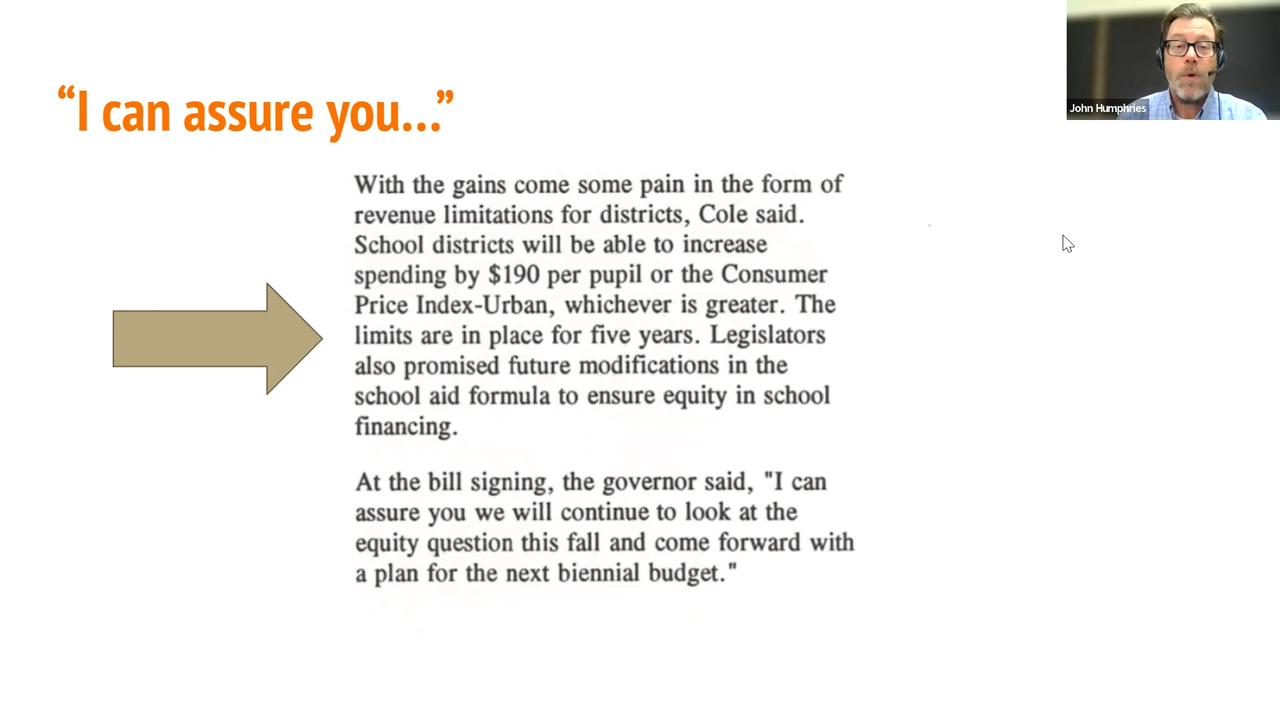 “I can assure you...”
John Humphries
With the gains come some pain in the form of
revenue limitations for districts, Cole said.
School districts will be able to increase
spending by $190 per pupil or the Consumer
Price Index-Urban, whichever is greater. The
limits are in place for five years. Legislators
also promised future modifications in the
school aid formula to ensure equity in school
financing.
At the bill signing, the governor said, "I can
assure you we will continue to look at the
equity question this fall and come forward with
a plan for the next biennial budget."